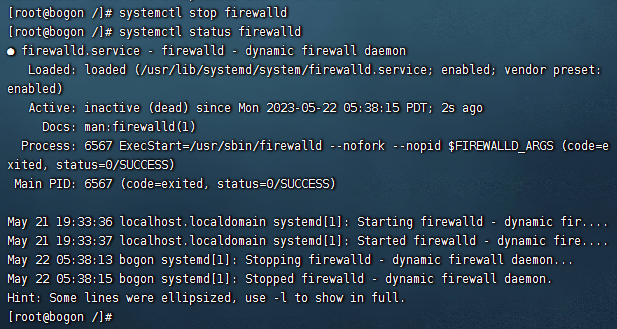 [root@bogon /]# systemctl stop firewalld
[root@bogon /]# systemctl status firewalld
● firewalld.service - firewalld - dynamic firewall daemon
   Loaded: loaded (/usr/lib/systemd/system/firewalld.service; enabled; vendor preset:
enabled)
   Active: inactive (dead) since Mon 2023-05-22 05:38:15 PDT; 2s ago
     Docs: man:firewalld(1)
  Process: 6567 ExecStart=/usr/sbin/firewalld --nofork --nopid $FIREWALLD_ARGS (code=e
xited, status=0/SUCCESS)
 Main PID: 6567 (code=exited, status=0/SUCCESS)

May 21 19:33:36 localhost.localdomain systemd[1]: Starting firewalld - dynamic fir....
May 21 19:33:37 localhost.localdomain systemd[1]: Started firewalld - dynamic fire....
May 22 05:38:13 bogon systemd[1]: Stopping firewalld - dynamic firewall daemon...
May 22 05:38:15 bogon systemd[1]: Stopped firewalld - dynamic firewall daemon.
Hint: Some lines were ellipsized, use -l to show in full.
[root@bogon /]#